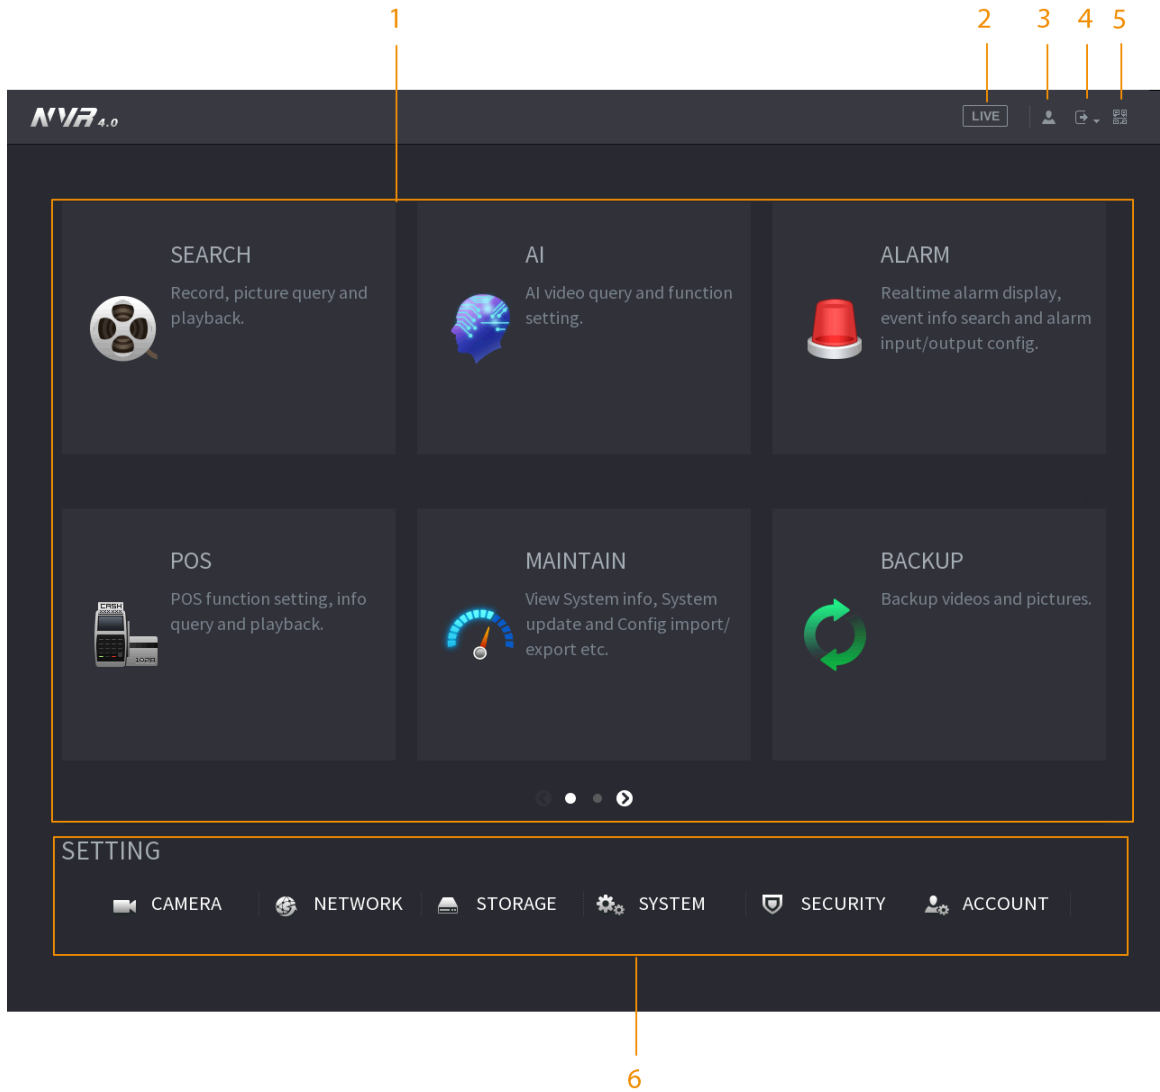 1
2 3 4 5
NVR 4.0
LIVE
SEARCH
Record, picture query and
playback.
AI
AI video query and function
setting.
ALARM
Realtime alarm display,
event info search and alarm
input/output config.
POS
POS function setting, info
query and playback.
CASH
MAINTAIN
View System info, System
update and Config import/
export etc.
BACKUP
Backup videos and pictures.
SETTING
CAMERA NETWORK STORAGE SYSTEM SECURITY ACCOUNT
6